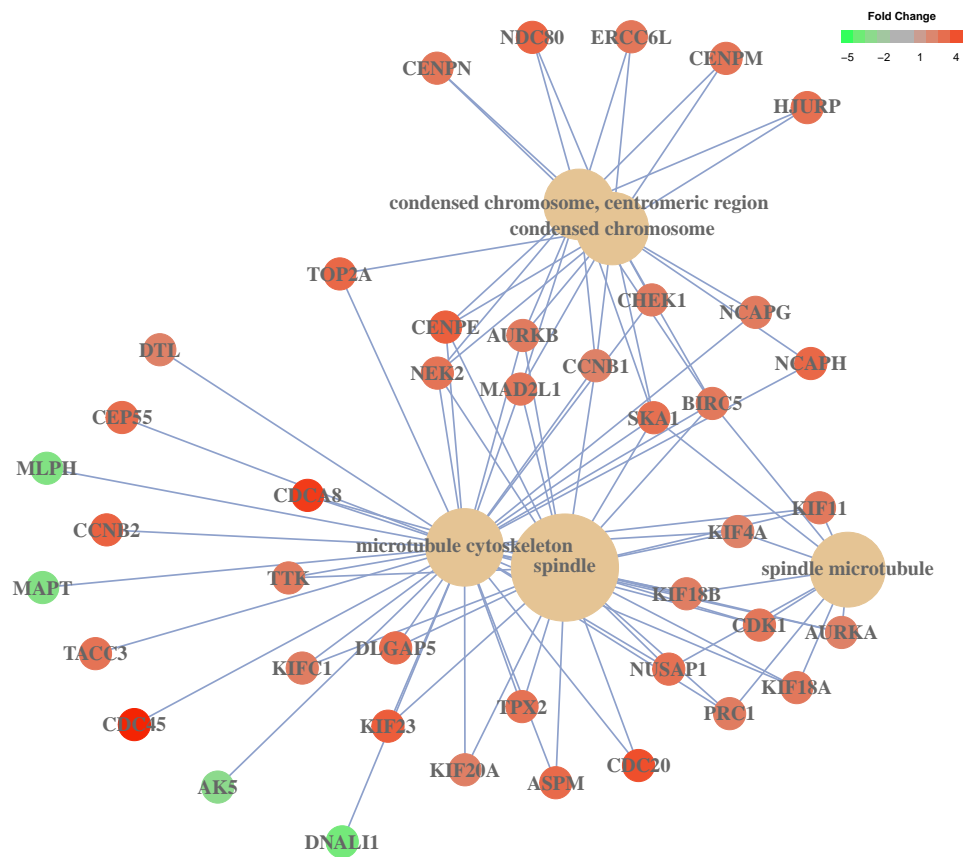 Fold Change
−5 −2 1 4
NDC80 ERCC6L
CENPN CENPM
HJURP
condensed chromosome, centromeric region
condensed chromosome
TOP2A
CHEK1 NCAPG
CENPE AURKB
DTL
NEK2 MAD2L1 CCNB1 NCAPH
CEP55 SKA1 BIRC5
MLPH
CDCA8
CCNB2 KIF11
KIF4A
microtubule cytoskeleton
spindle spindle microtubule
MAPT TTK KIF18B
CDK1 AURKA
TACC3 KIFC1 DLGAP5 NUSAP1
KIF18A
CDC45 KIF23 TPX2 PRC1
KIF20A CDC20
AK5 ASPM
DNALI1